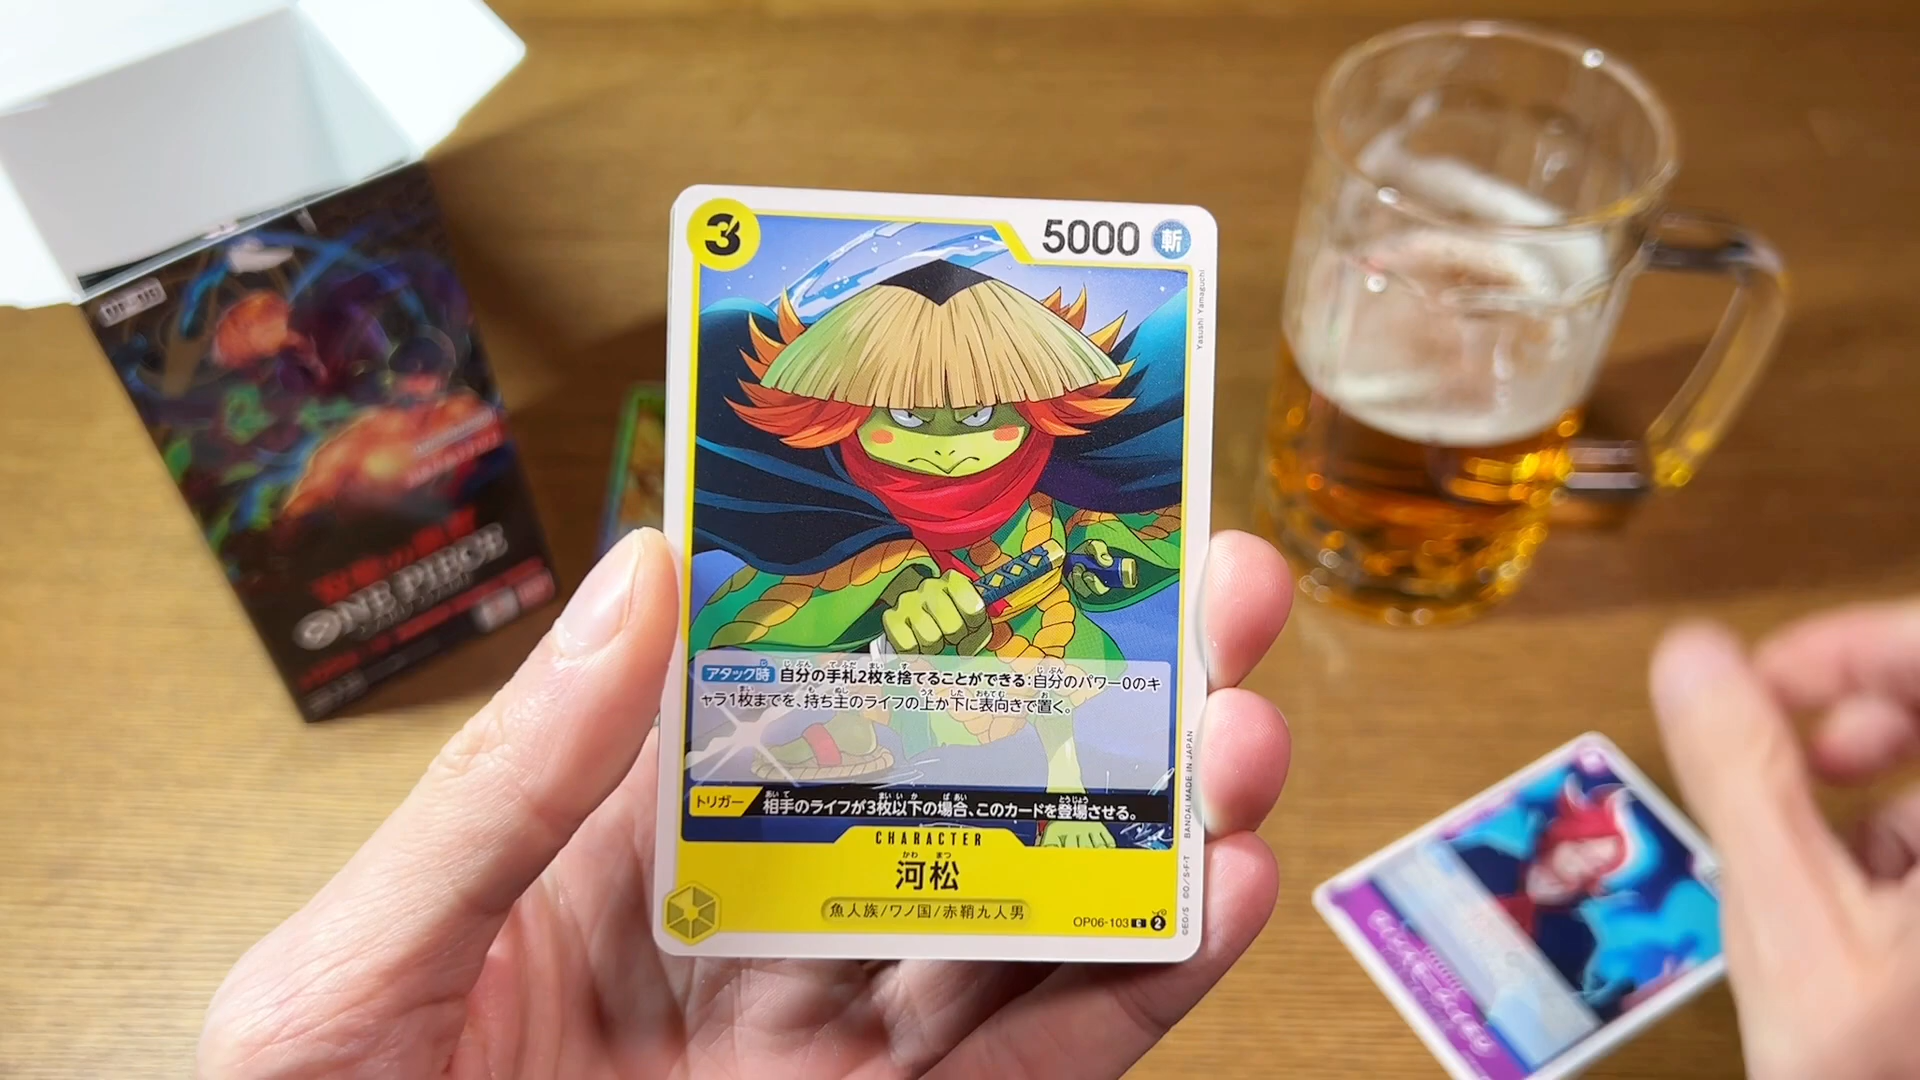 3
5000
斬
Yasushi Yamaguchi
アタック時 自分の手札2枚を捨てることができる:自分のパワー0のキ
ャラ1枚までを、持ち主のライフの上か下に表向きで置く。
トリガー 相手のライフが3枚以下の場合、このカードを登場させる。
CHARACTER
かわ まつ
河松
魚人族/ワノ国/赤鞘九人男
OP06-103 C 2
©E.O/S. ©O/S.F.T BANDAI MADE IN JAPAN
ONE PIECE